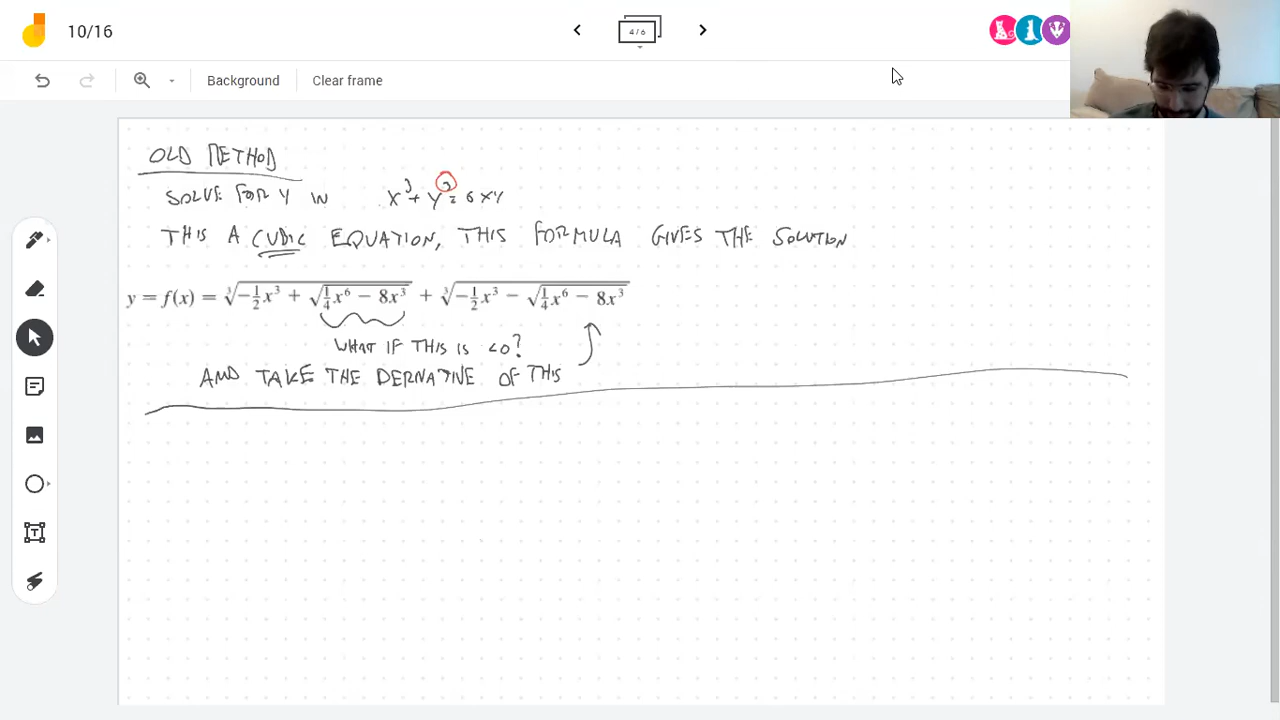 10/16
4 / 6
Background
Clear frame
OLD METHOD
SOLVE FOR Y IN x³ + y³ = 6xy
THIS A CUBIC EQUATION, THIS FORMULA GIVES THE SOLUTION
y = f(x) = ∛(-½x³ + √(¼x⁶ − 8x³)) + ∛(-½x³ − √(¼x⁶ − 8x³))
WHAT IF THIS IS <0?
AND TAKE THE DERIVATIVE OF THIS